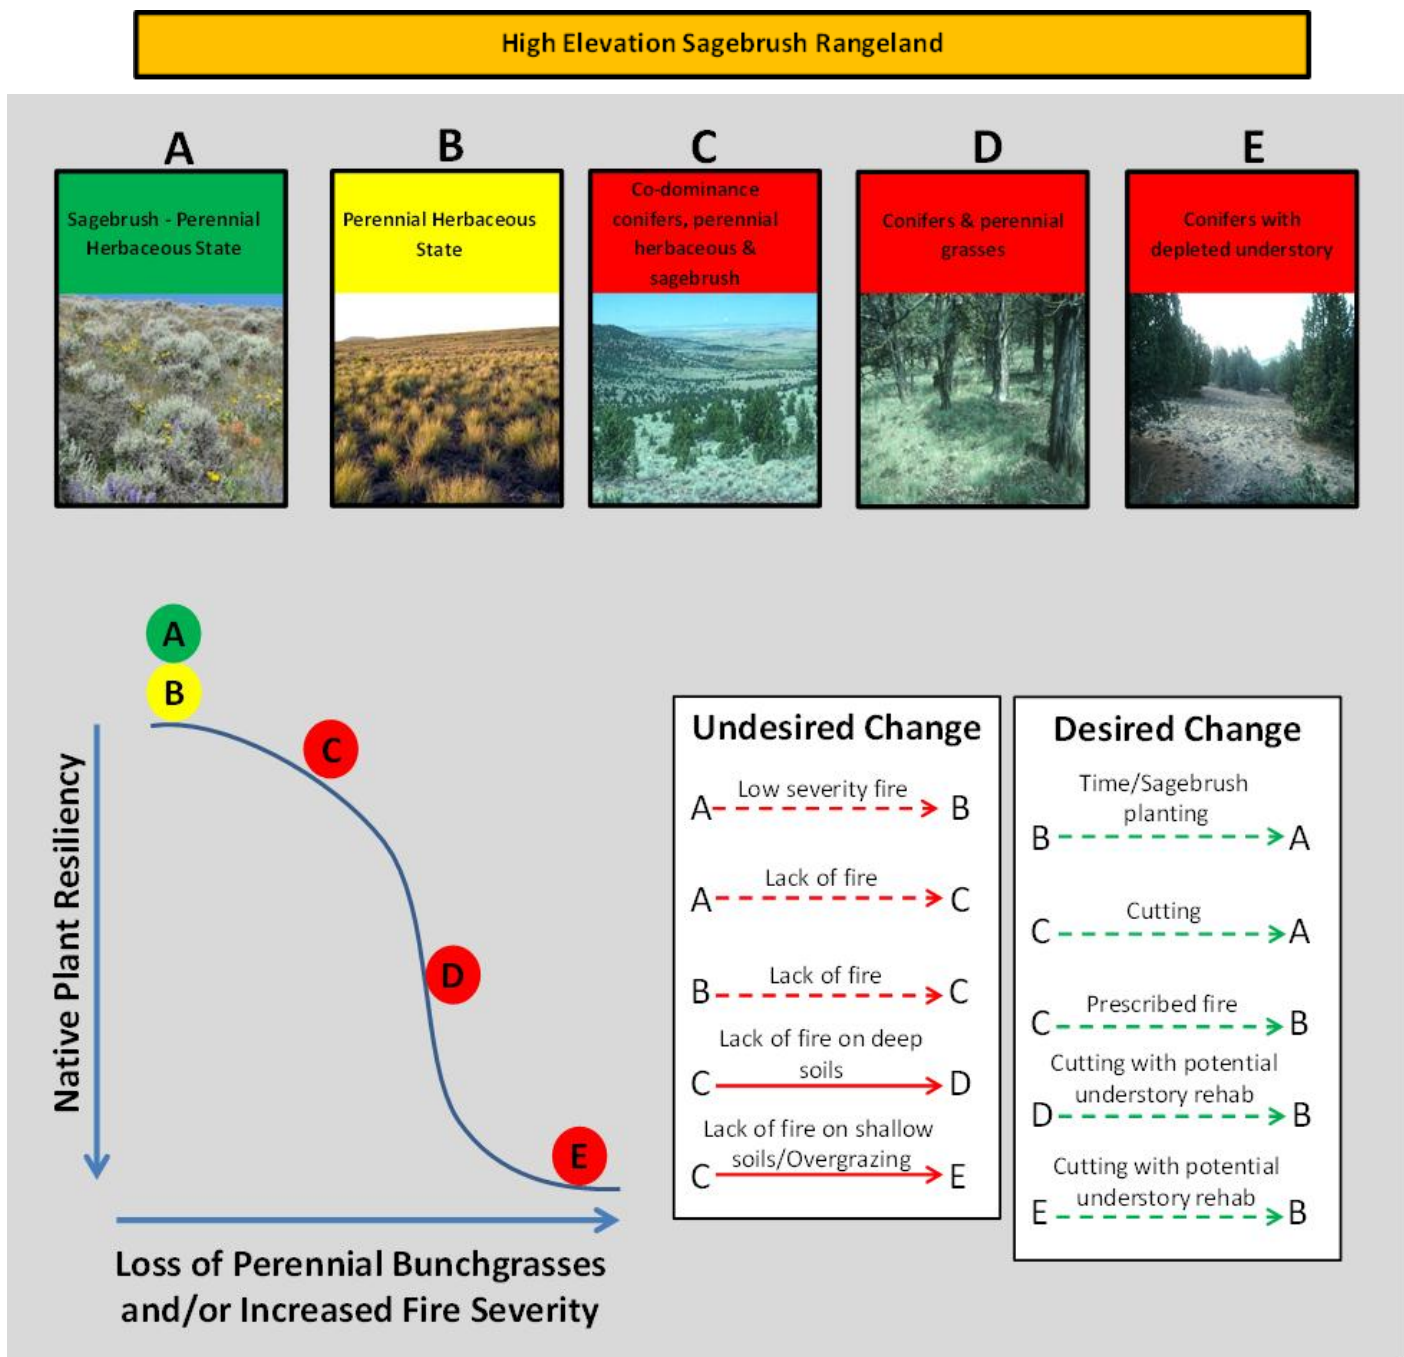 High Elevation Sagebrush Rangeland
A
B
C
D
E
Sagebrush - Perennial
Herbaceous State
Perennial Herbaceous
State
Co-dominance
conifers, perennial
herbaceous &
sagebrush
Conifers & perennial
grasses
Conifers with
depleted understory
A
B
C
D
E
Native Plant Resiliency
Loss of Perennial Bunchgrasses
and/or Increased Fire Severity
Undesired Change
Low severity fire
A B
Lack of fire
A C
Lack of fire
B C
Lack of fire on deep
soils
C D
Lack of fire on shallow
soils/Overgrazing
C E
Desired Change
Time/Sagebrush
planting
B A
Cutting
C A
Prescribed fire
C B
Cutting with potential
understory rehab
D B
Cutting with potential
understory rehab
E B